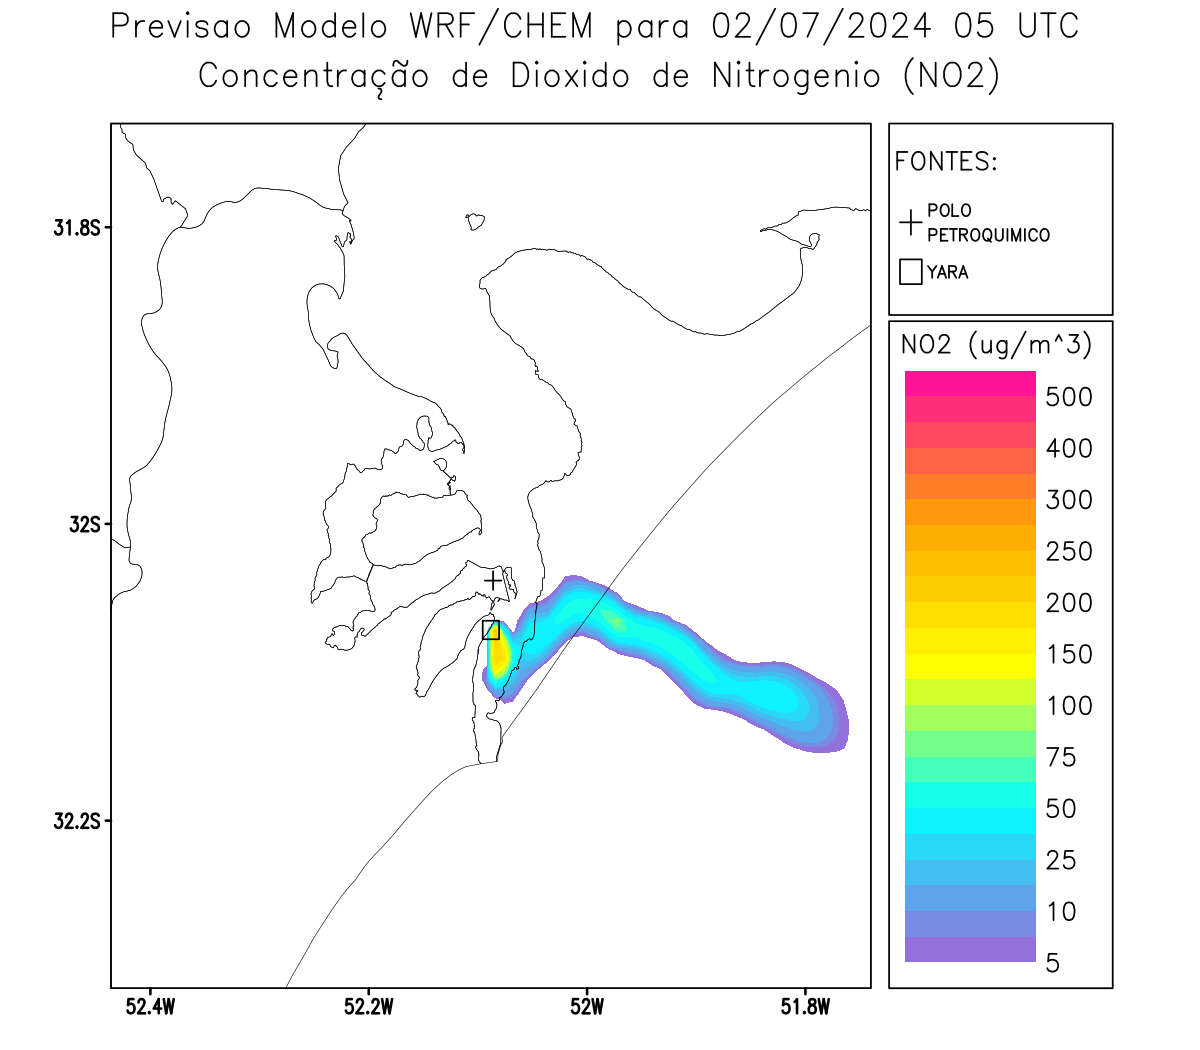 Previsao Modelo WRF/CHEM para 02/07/2024 05 UTC
Concentração de Dioxido de Nitrogenio (NO2)
FONTES:
POLO
PETROQUIMICO
YARA
NO2 (ug/m^3)
500
400
300
250
200
150
100
75
50
25
10
5
31.8S
32S
32.2S
52.4W
52.2W
52W
51.8W